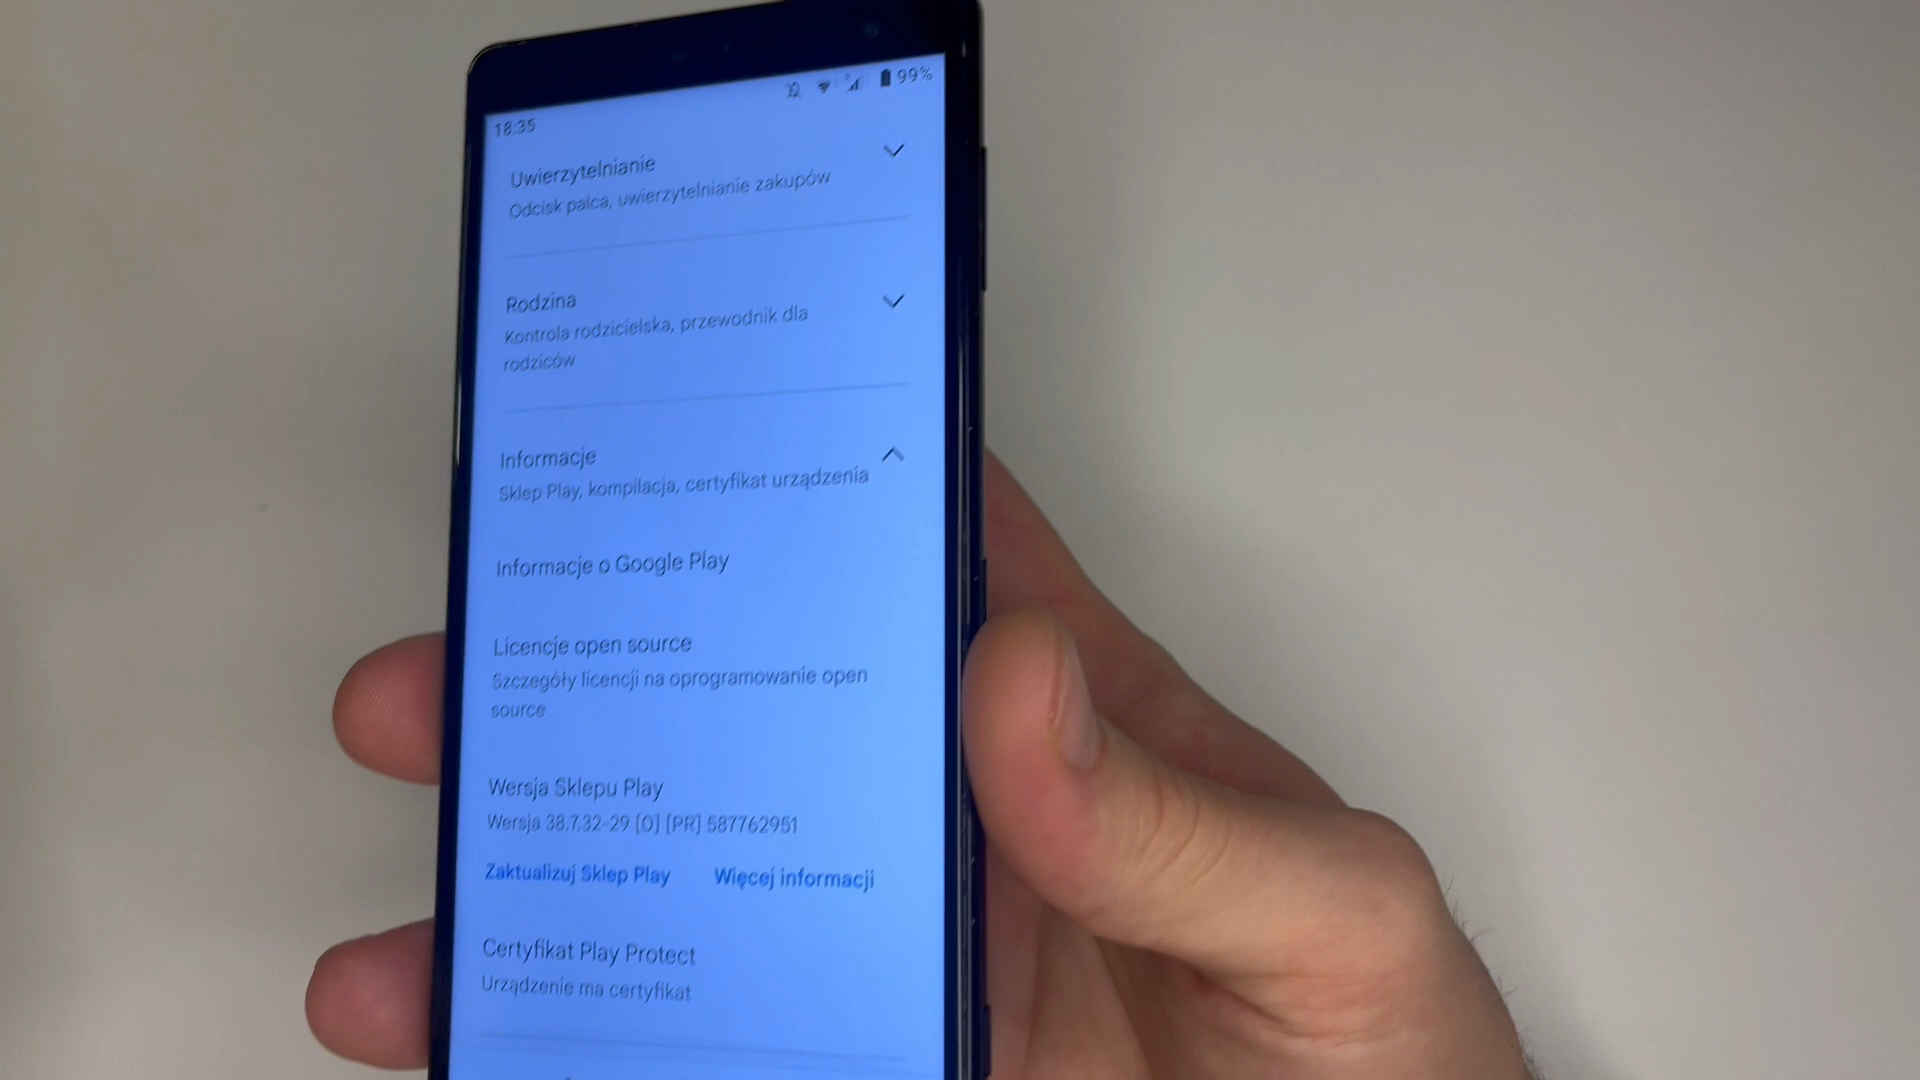 99%
18:35
Uwierzytelnianie
Odcisk palca, uwierzytelnianie zakupów
Rodzina
Kontrola rodzicielska, przewodnik dla
rodziców
Informacje
Sklep Play, kompilacja, certyfikat urządzenia
Informacje o Google Play
Licencje open source
Szczegóły licencji na oprogramowanie open
source
Wersja Sklepu Play
Wersja 38.7.32-29 [0] [PR] 587762951
Zaktualizuj Sklep Play Więcej informacji
Certyfikat Play Protect
Urządzenie ma certyfikat